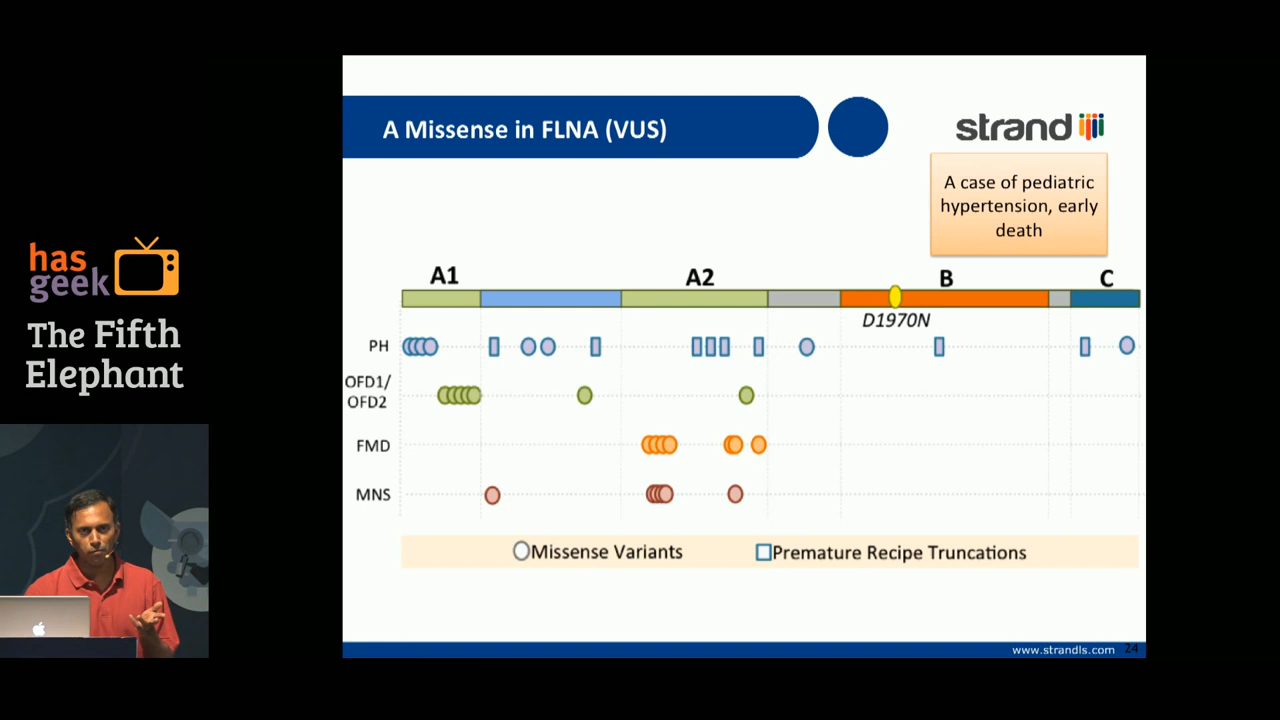 has
geek
The Fifth
Elephant
A Missense in FLNA (VUS)
strand
A case of pediatric
hypertension, early
death
A1
A2
B
C
D1970N
PH
OFD1/
OFD2
FMD
MNS
Missense Variants
Premature Recipe Truncations
www.strandls.com
24